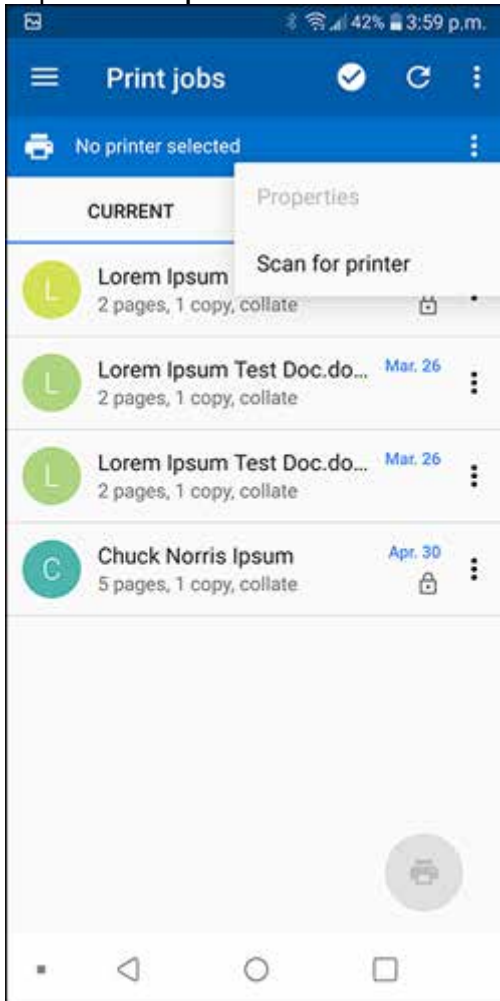 42% 3:59 p.m.
Print jobs
No printer selected
Properties
CURRENT
Scan for printer
L
Lorem Ipsum
2 pages, 1 copy, collate
L
Lorem Ipsum Test Doc.do...
Mar. 26
2 pages, 1 copy, collate
L
Lorem Ipsum Test Doc.do...
Mar. 26
2 pages, 1 copy, collate
C
Chuck Norris Ipsum
Apr. 30
5 pages, 1 copy, collate